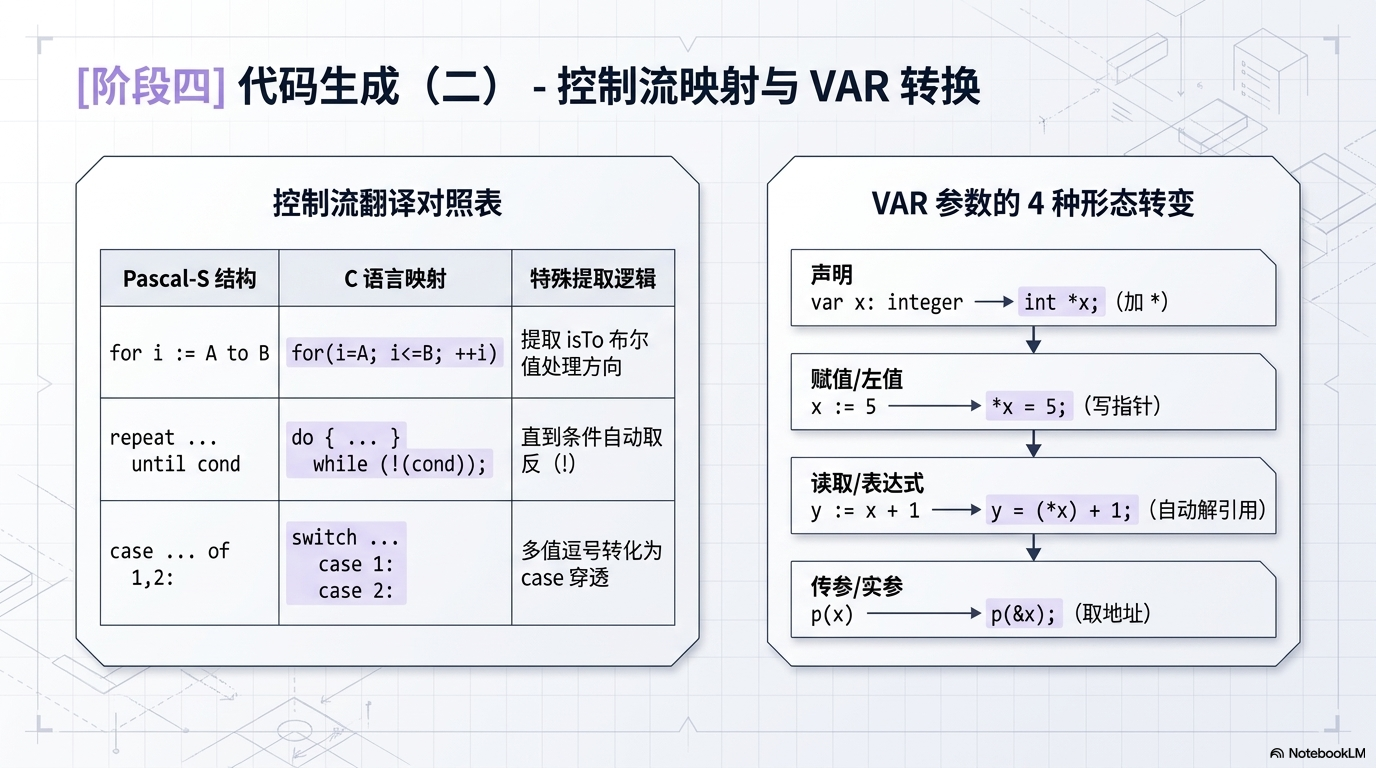 [阶段四] 代码生成（二） - 控制流映射与 VAR 转换
控制流翻译对照表
Pascal-S 结构
C 语言映射
特殊提取逻辑
for i := A to B
for(i=A; i<=B; ++i)
提取 isTo 布尔
值处理方向
repeat ...
until cond
do { ... }
while (!(cond));
直到条件自动取
反（!）
case ... of
1,2:
switch ...
case 1:
case 2:
多值逗号转化为
case 穿透
VAR 参数的 4 种形态转变
声明
var x: integer → int *x;（加 *）
赋值/左值
x := 5 → *x = 5;（写指针）
读取/表达式
y := x + 1 → y = (*x) + 1;（自动解引用）
传参/实参
p(x) → p(&x);（取地址）
NotebookLM